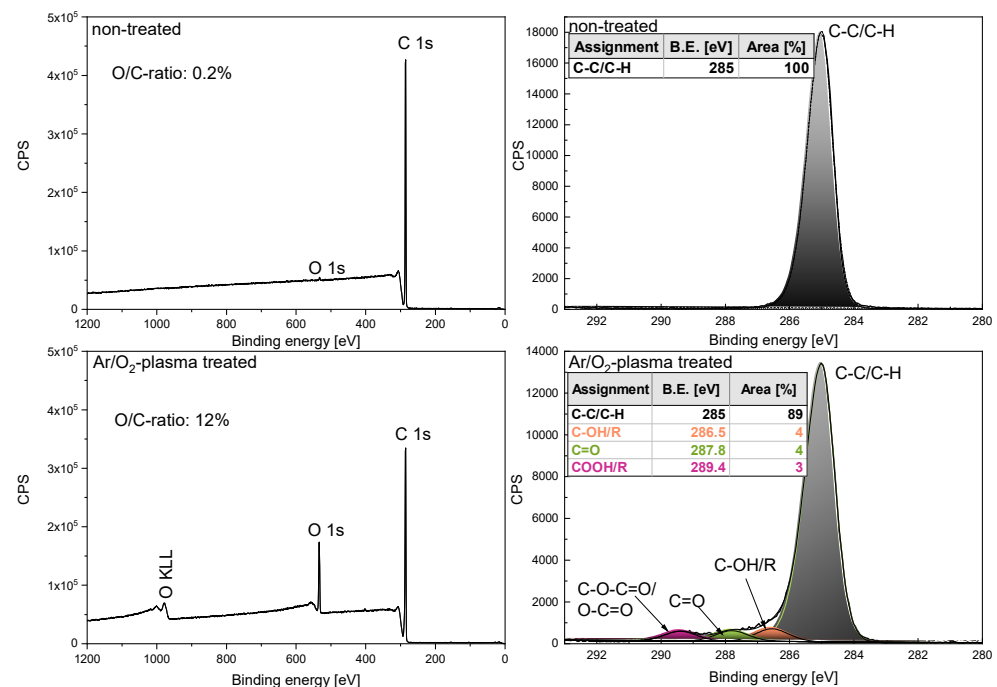 non-treated
O/C-ratio: 0.2%
C 1s
O 1s
CPS
5x10⁵
4x10⁵
3x10⁵
2x10⁵
1x10⁵
0
1200 1000 800 600 400 200 0
Binding energy [eV]
non-treated
Assignment B.E. [eV] Area [%]
C-C/C-H 285 100
C-C/C-H
CPS
18000
16000
14000
12000
10000
8000
6000
4000
2000
0
292 290 288 286 284 282 280
Binding energy [eV]
Ar/O₂-plasma treated
O/C-ratio: 12%
C 1s
O 1s
O KLL
CPS
5x10⁵
4x10⁵
3x10⁵
2x10⁵
1x10⁵
0
1200 1000 800 600 400 200 0
Binding energy [eV]
Ar/O₂-plasma treated
Assignment B.E. [eV] Area [%]
C-C/C-H 285 89
C-OH/R 286.5 4
C=O 287.8 4
COOH/R 289.4 3
C-C/C-H
C-OH/R
C-O-C=O/
O-C=O
C=O
CPS
14000
12000
10000
8000
6000
4000
2000
0
292 290 288 286 284 282 280
Binding energy [eV]